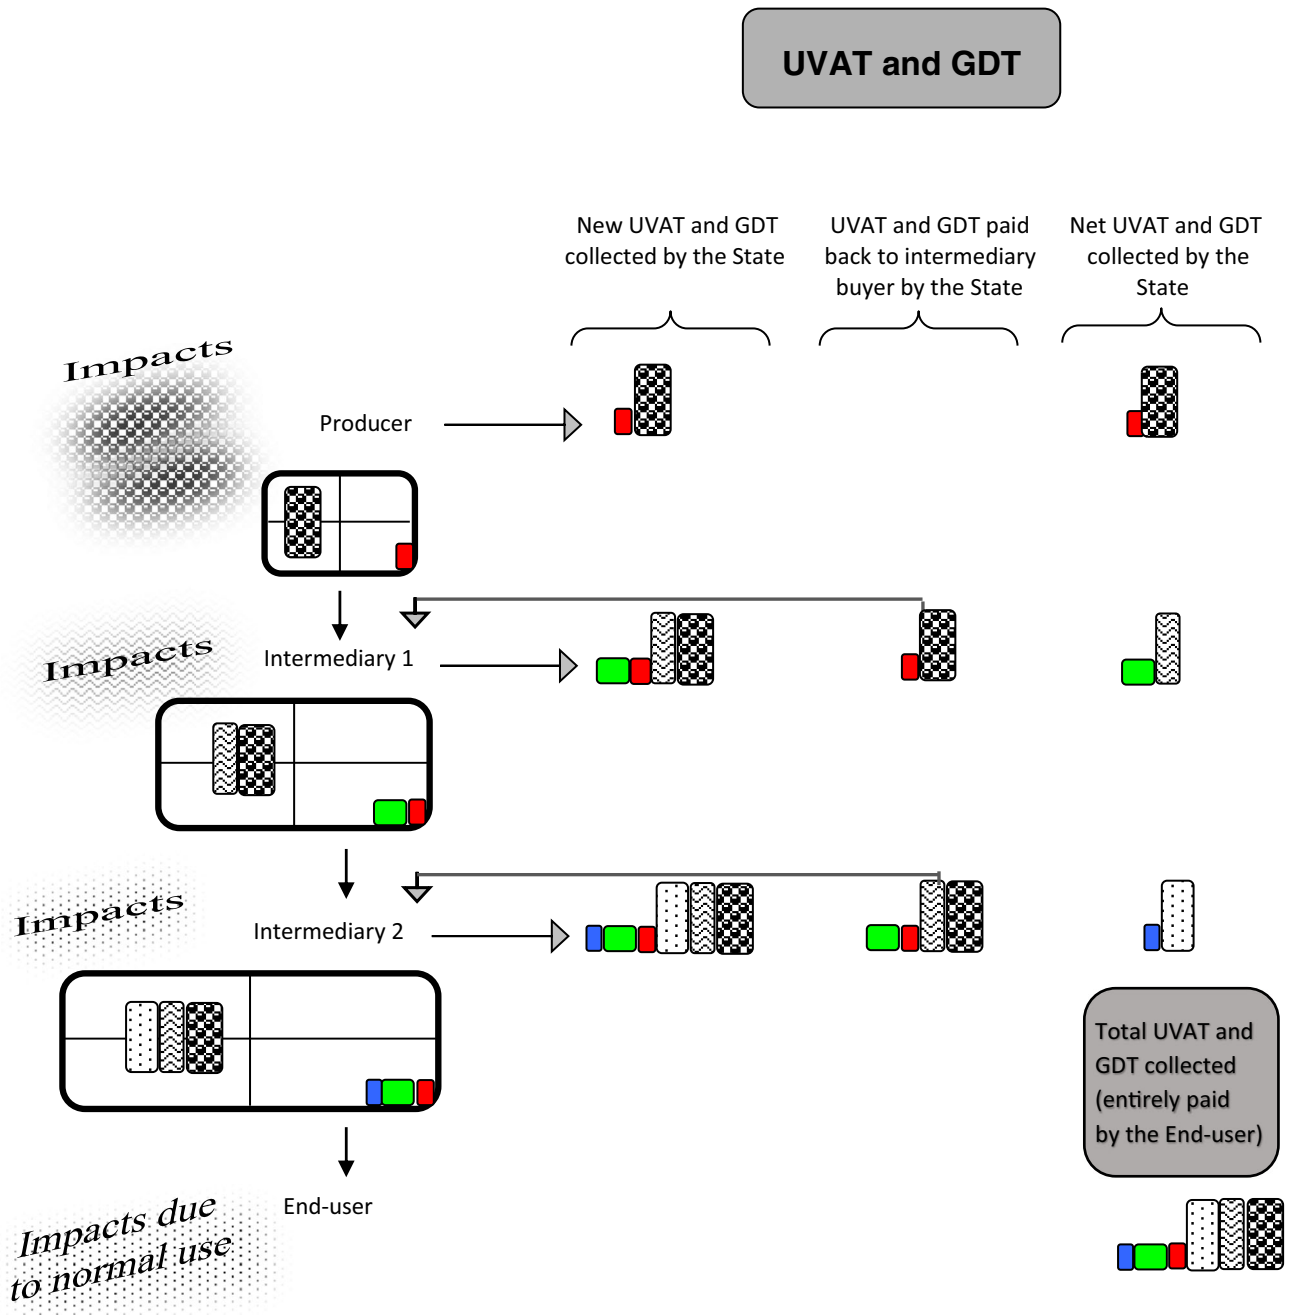 UVAT and GDT
New UVAT and GDT
collected by the State
UVAT and GDT paid
back to intermediary
buyer by the State
Net UVAT and GDT
collected by the
State
Impacts
Producer
Impacts
Intermediary 1
Impacts
Intermediary 2
Total UVAT and
GDT collected
(entirely paid
by the End-user)
End-user
Impacts due
to normal use